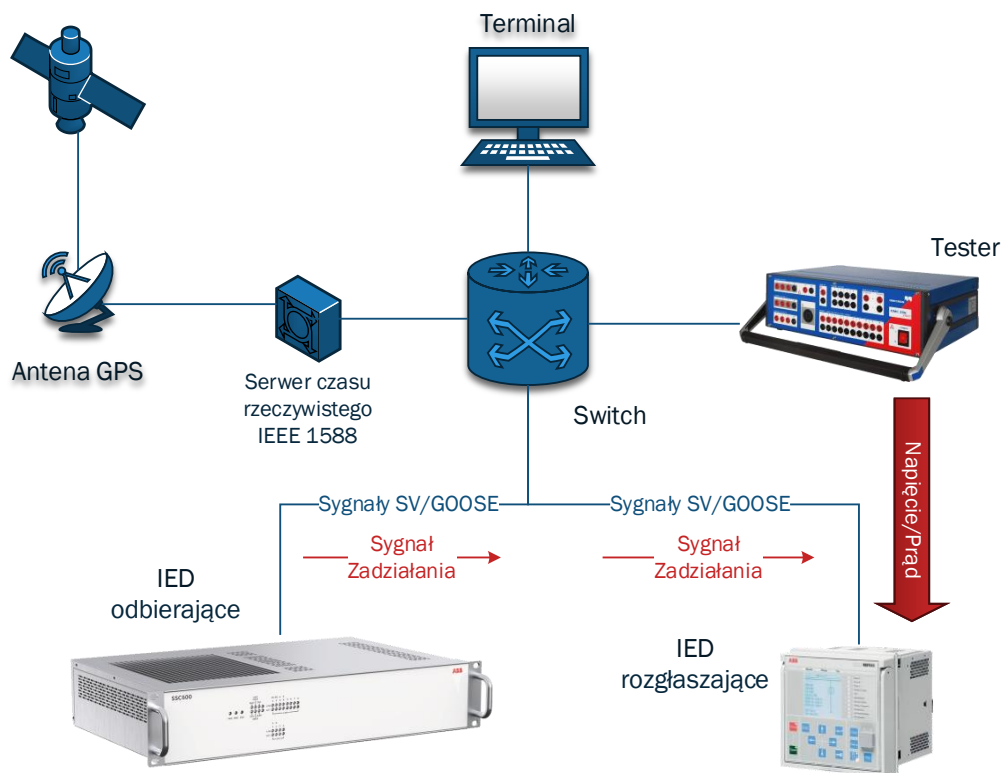 Terminal
Tester
Antena GPS
Serwer czasu
rzeczywistego
IEEE 1588
Switch
Napięcie/Prąd
Sygnały SV/GOOSE
Sygnały SV/GOOSE
Sygnał
Zadziałania
Sygnał
Zadziałania
IED
odbierające
IED
rozgłaszające
SSC600
ABB
ABB